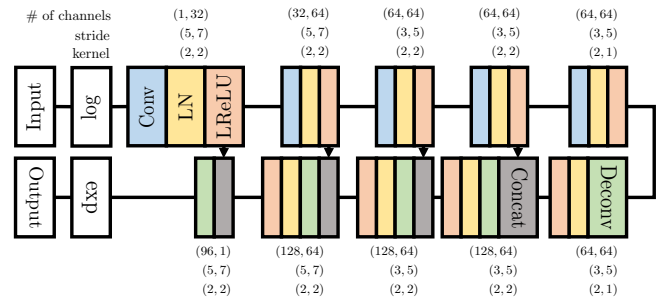 # of channels (1, 32) (32, 64) (64, 64) (64, 64) (64, 64)
stride (5, 7) (5, 7) (3, 5) (3, 5) (3, 5)
kernel (2, 2) (2, 2) (2, 2) (2, 2) (2, 1)
Input log Conv LN LReLU
Output exp Concat Deconv
(96, 1) (128, 64) (128, 64) (128, 64) (64, 64)
(5, 7) (5, 7) (3, 5) (3, 5) (3, 5)
(2, 2) (2, 2) (2, 2) (2, 2) (2, 1)